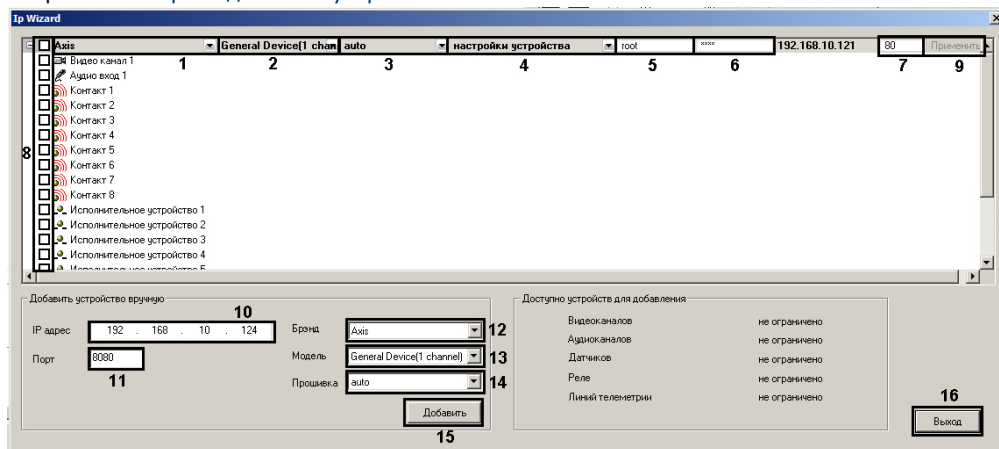 Ip Wizard
Axis General Device(1 chan auto настройки устройства root **** 192.168.10.121 80 Применить
Видео канал 1 1 2 3 4 5 6 7 9
Аудио вход 1
Контакт 1
Контакт 2
Контакт 3
Контакт 4
8 Контакт 5
Контакт 6
Контакт 7
Контакт 8
Исполнительное устройство 1
Исполнительное устройство 2
Исполнительное устройство 3
Исполнительное устройство 4
Исполнительное устройство 5
Добавить устройство вручную
10
IP адрес 192 . 168 . 10 . 124
Порт 8080
11
Брэнд Axis 12
Модель General Device(1 channel) 13
Прошивка auto 14
Добавить
15
Доступно устройств для добавления
Видеоканалов не ограничено
Аудиоканалов не ограничено
Датчиков не ограничено
Реле не ограничено
Линий телеметрии не ограничено
16
Выход